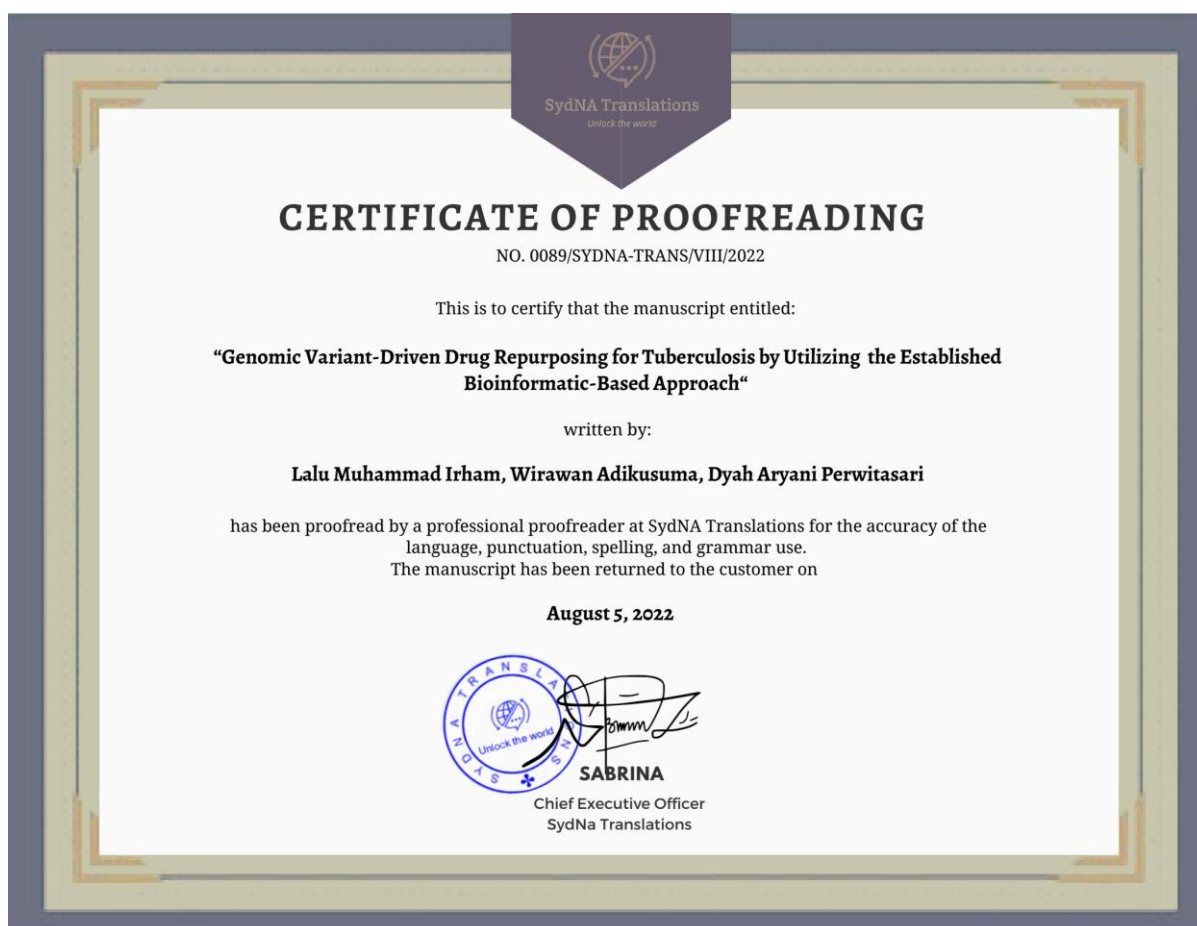 SydNA Translations
Unlock the world
CERTIFICATE OF PROOFREADING
NO. 0089/SYDNA-TRANS/VIII/2022
This is to certify that the manuscript entitled:
“Genomic Variant-Driven Drug Repurposing for Tuberculosis by Utilizing  the Established
Bioinformatic-Based Approach“
written by:
Lalu Muhammad Irham, Wirawan Adikusuma, Dyah Aryani Perwitasari
has been proofread by a professional proofreader at SydNA Translations for the accuracy of the
language, punctuation, spelling, and grammar use.
The manuscript has been returned to the customer on
August 5, 2022
SYDNA TRANSLATIONS
Unlock the world
SABRINA
Chief Executive Officer
SydNa Translations